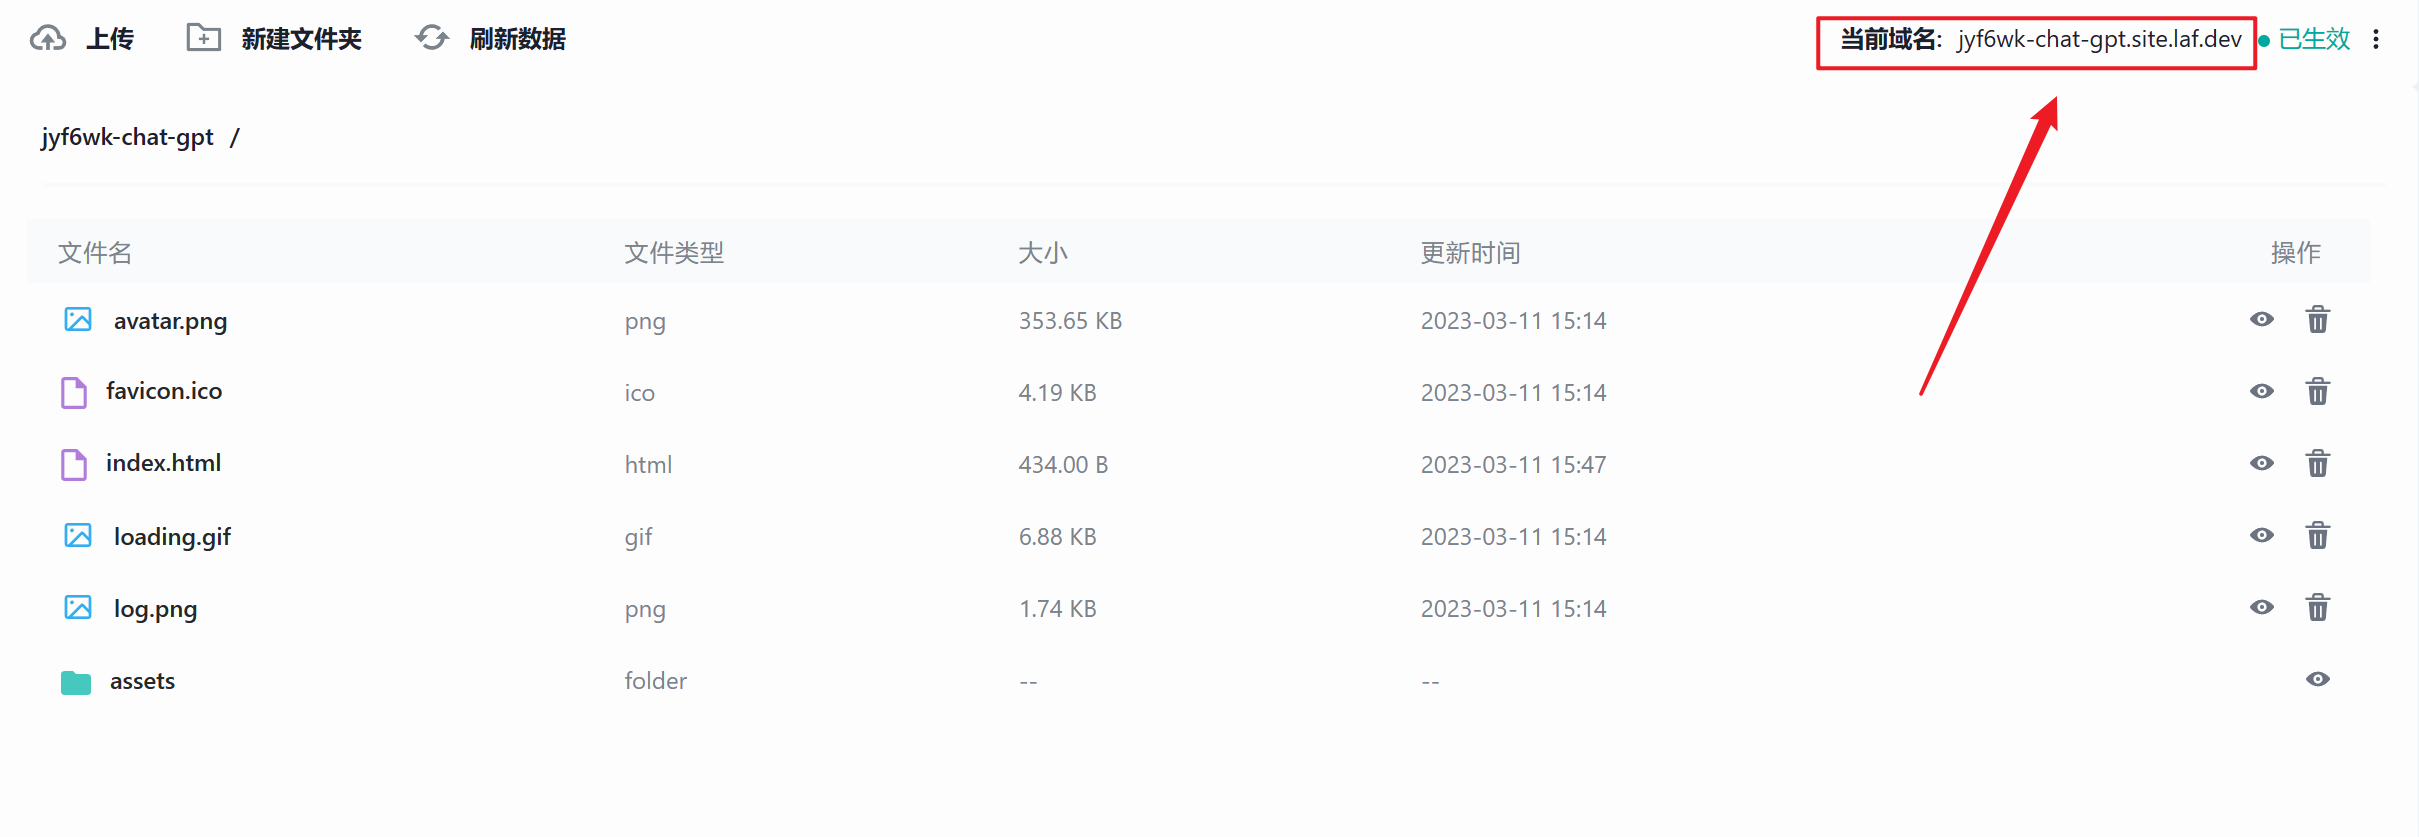 上传 新建文件夹 刷新数据 当前域名: jyf6wk-chat-gpt.site.laf.dev 已生效
jyf6wk-chat-gpt /
文件名 文件类型 大小 更新时间 操作
avatar.png png 353.65 KB 2023-03-11 15:14
favicon.ico ico 4.19 KB 2023-03-11 15:14
index.html html 434.00 B 2023-03-11 15:47
loading.gif gif 6.88 KB 2023-03-11 15:14
log.png png 1.74 KB 2023-03-11 15:14
assets folder -- --